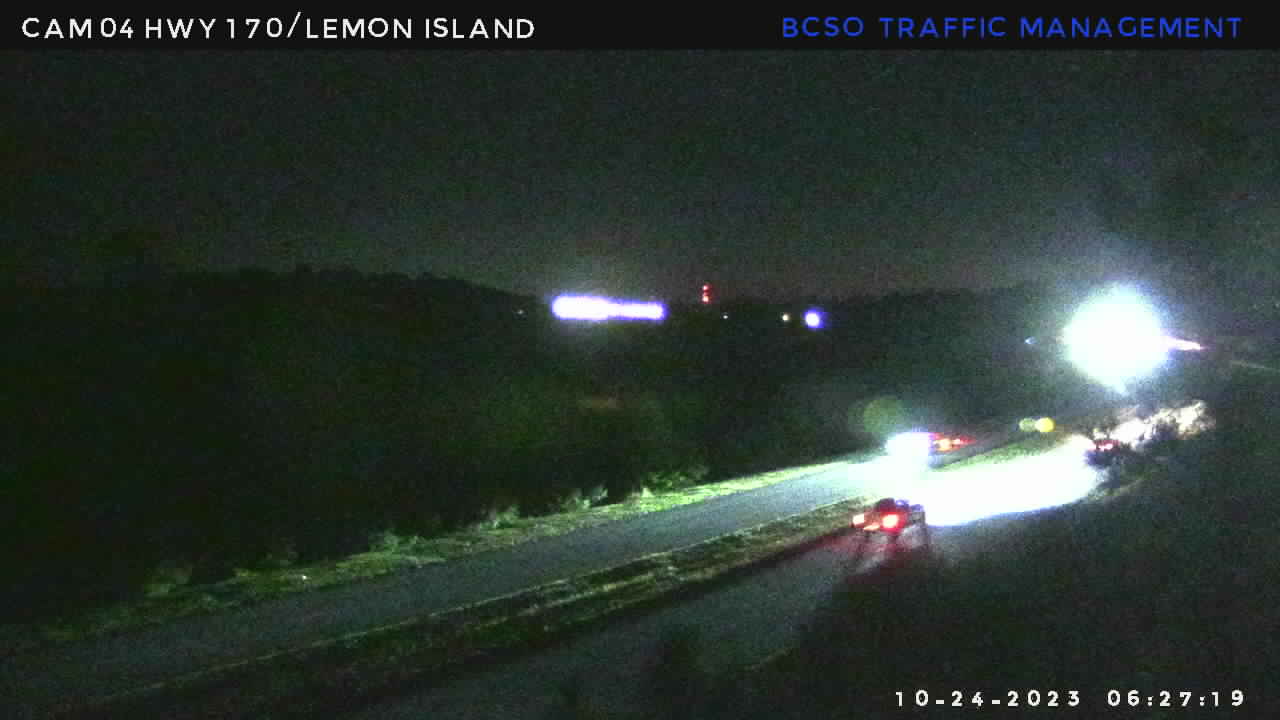 CAM04 HWY 170/LEMON ISLAND
BCSO TRAFFIC MANAGEMENT
10-24-2023 06:27:19